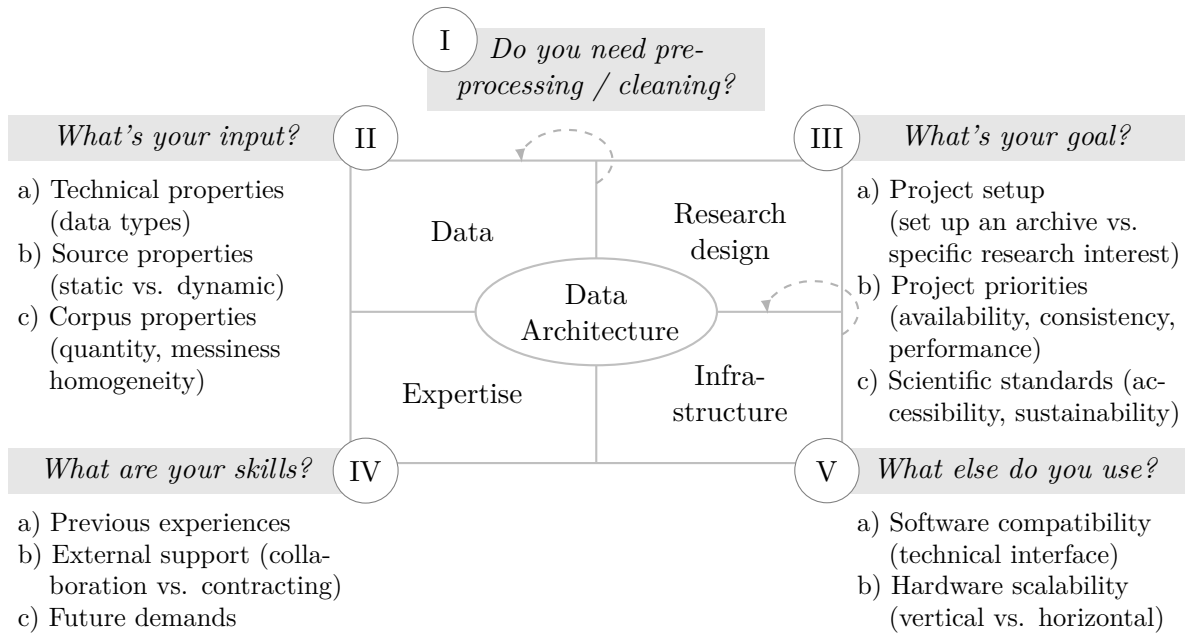 I
Do you need pre-
processing / cleaning?
II
What's your input?
a) Technical properties
(data types)
b) Source properties
(static vs. dynamic)
c) Corpus properties
(quantity, messiness
homogeneity)
III
What's your goal?
a) Project setup
(set up an archive vs.
specific research interest)
b) Project priorities
(availability, consistency,
performance)
c) Scientific standards (ac-
cessibility, sustainability)
Data
Research
design
Data
Architecture
Expertise
Infra-
structure
IV
What are your skills?
a) Previous experiences
b) External support (colla-
boration vs. contracting)
c) Future demands
V
What else do you use?
a) Software compatibility
(technical interface)
b) Hardware scalability
(vertical vs. horizontal)